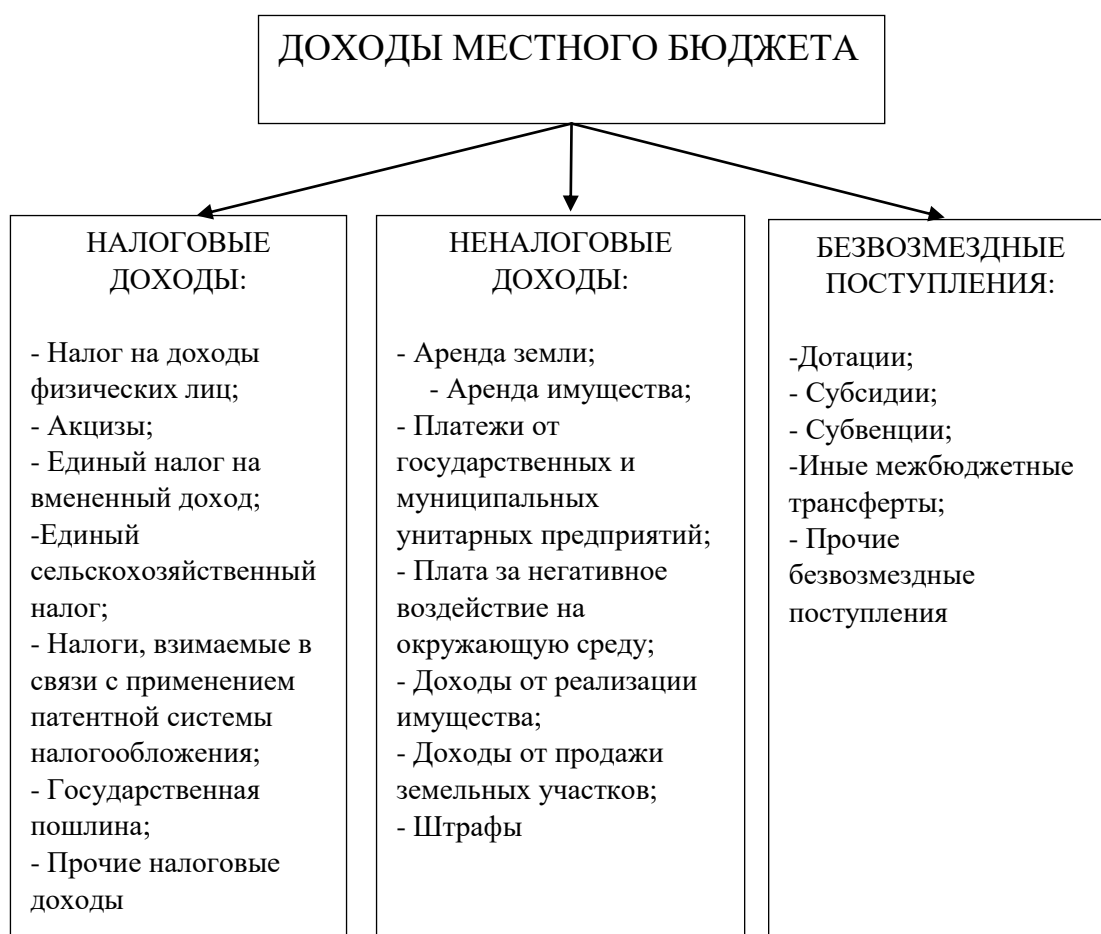 ДОХОДЫ МЕСТНОГО БЮДЖЕТА
НАЛОГОВЫЕ
ДОХОДЫ:
- Налог на доходы
физических лиц;
- Акцизы;
- Единый налог на
вмененный доход;
-Единый
сельскохозяйственный
налог;
- Налоги, взимаемые в
связи с применением
патентной системы
налогообложения;
- Государственная
пошлина;
- Прочие налоговые
доходы
НЕНАЛОГОВЫЕ
ДОХОДЫ:
- Аренда земли;
- Аренда имущества;
- Платежи от
государственных и
муниципальных
унитарных предприятий;
- Плата за негативное
воздействие на
окружающую среду;
- Доходы от реализации
имущества;
- Доходы от продажи
земельных участков;
- Штрафы
БЕЗВОЗМЕЗДНЫЕ
ПОСТУПЛЕНИЯ:
-Дотации;
- Субсидии;
- Субвенции;
-Иные межбюджетные
трансферты;
- Прочие
безвозмездные
поступления